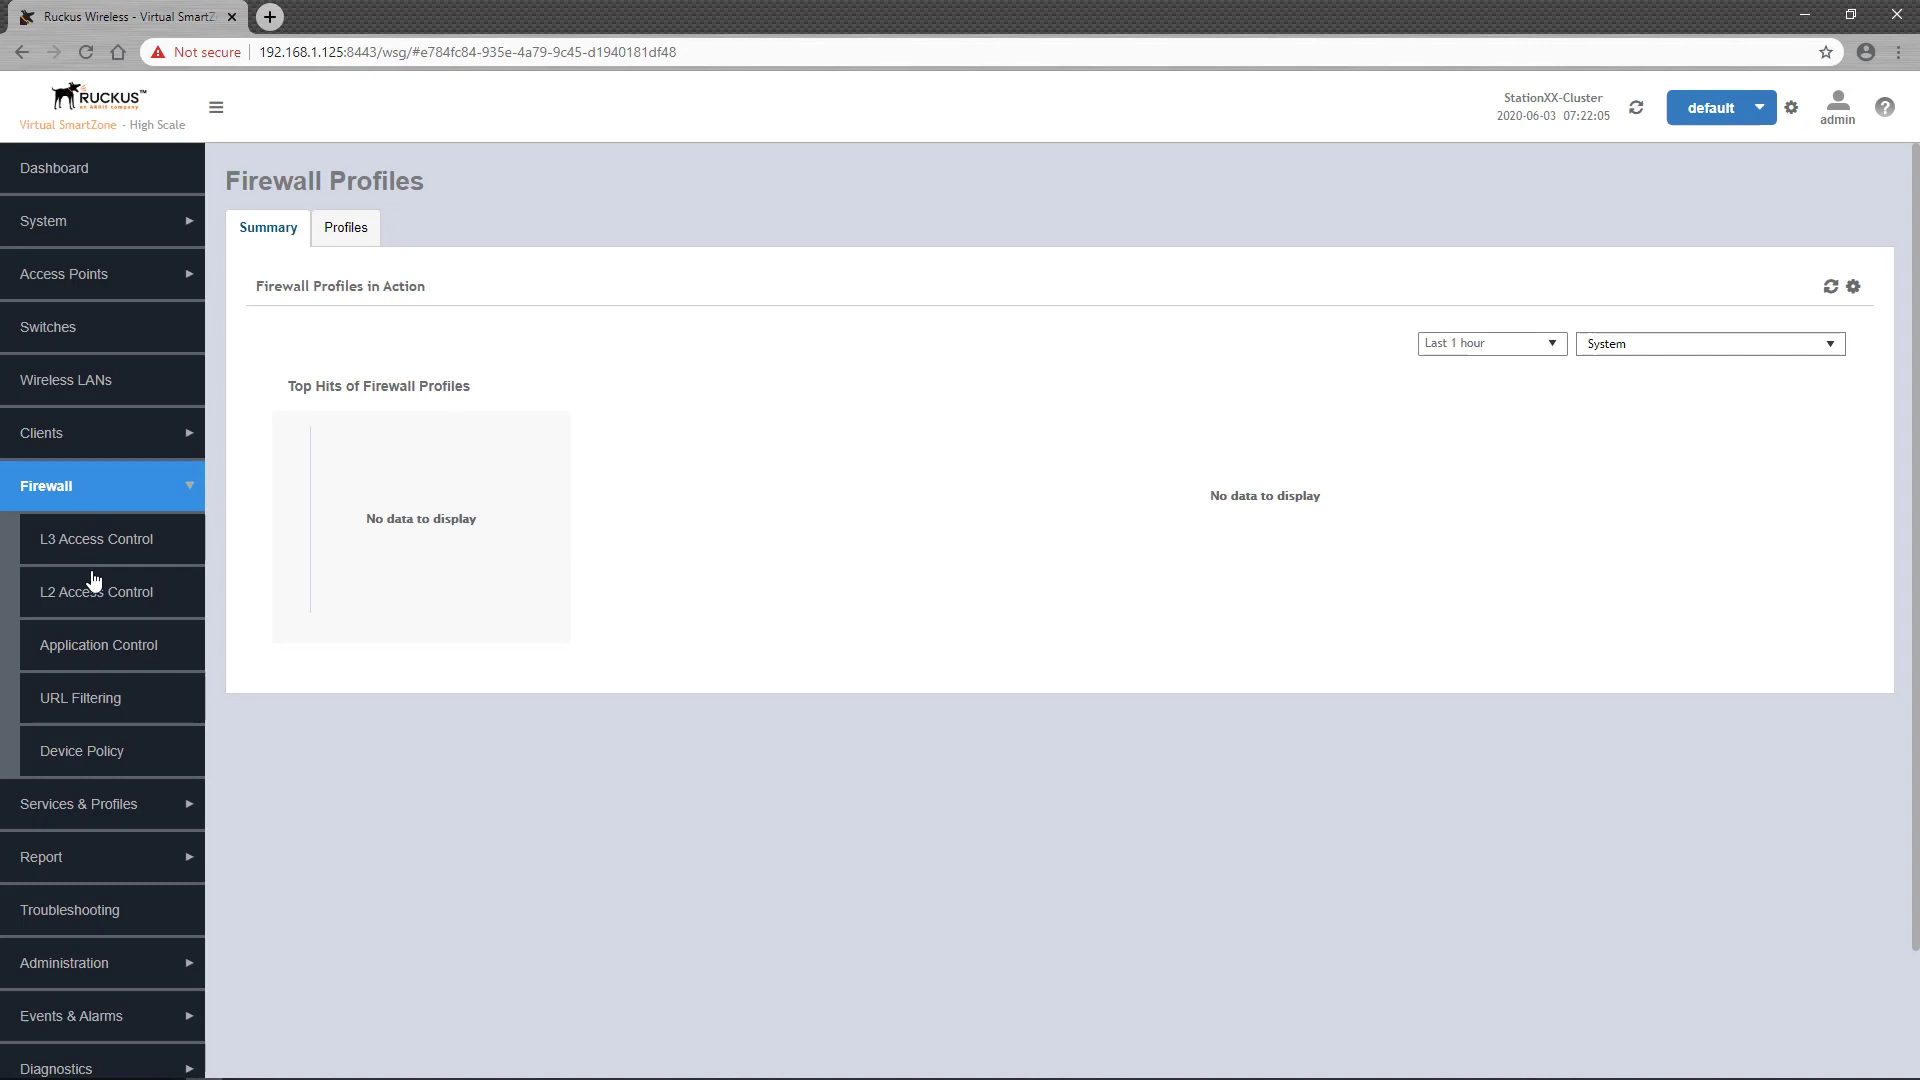 Ruckus Wireless - Virtual SmartZ
Not secure
192.168.1.125:8443/wsg/#e784fc84-935e-4a79-9c45-d1940181df48
RUCKUS™
an ARRIS company
Virtual SmartZone - High Scale
StationXX-Cluster
2020-06-03 07:22:05
default
admin
Dashboard
System
Access Points
Switches
Wireless LANs
Clients
Firewall
L3 Access Control
L2 Access Control
Application Control
URL Filtering
Device Policy
Services & Profiles
Report
Troubleshooting
Administration
Events & Alarms
Diagnostics
Firewall Profiles
Summary
Profiles
Firewall Profiles in Action
Last 1 hour
System
Top Hits of Firewall Profiles
No data to display
No data to display